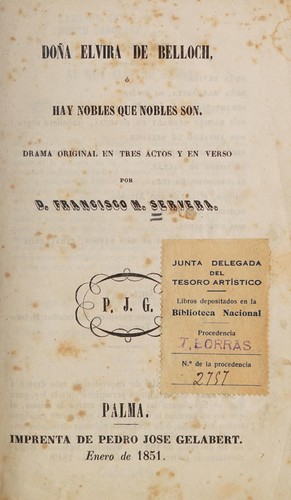 DOÑA ELVIRA DE BELLOCH,
ó
HAY NOBLES QUE NOBLES SON.
DRAMA ORIGINAL EN TRES ACTOS Y EN VERSO
POR
D. FRANCISCO M. SERVERA.
P. J. G.
JUNTA DELEGADA
DEL
TESORO ARTÍSTICO
Libros depositados en la
Biblioteca Nacional
Procedencia
T. BORRAS
N.º de la procedencia
2757
PALMA.
IMPRENTA DE PEDRO JOSE GELABERT.
Enero de 1851.